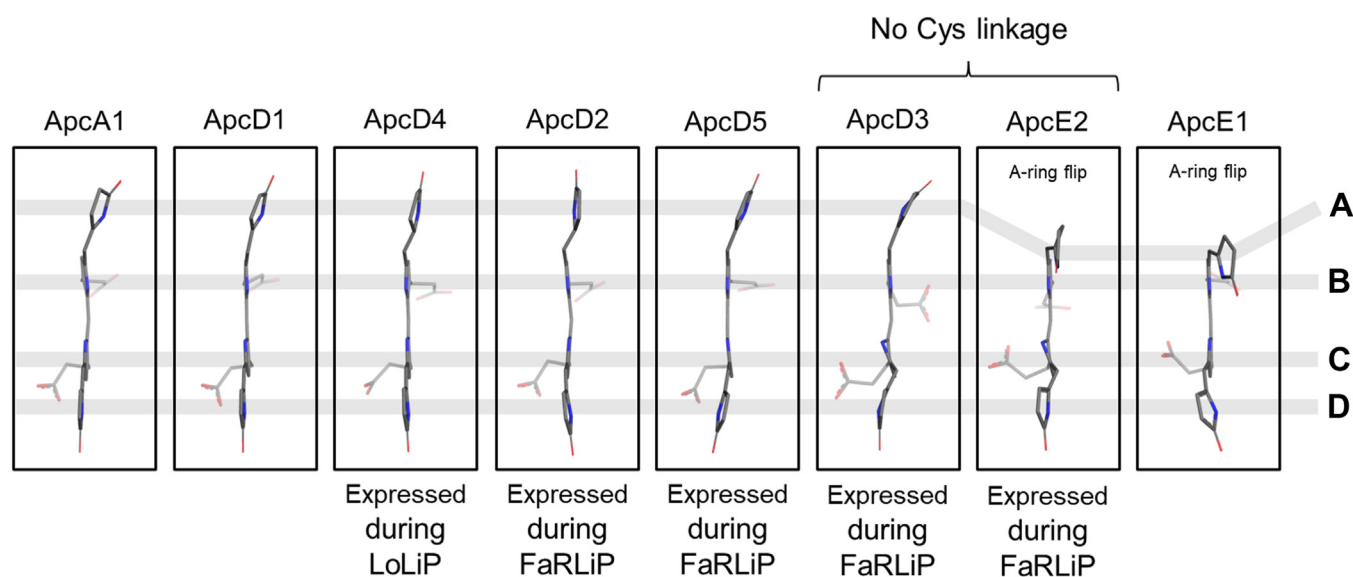 No Cys linkage
ApcA1
ApcD1
ApcD4
ApcD2
ApcD5
ApcD3
ApcE2
ApcE1
A-ring flip
A-ring flip
A
B
C
D
Expressed
during
LoLiP
Expressed
during
FaRLiP
Expressed
during
FaRLiP
Expressed
during
FaRLiP
Expressed
during
FaRLiP